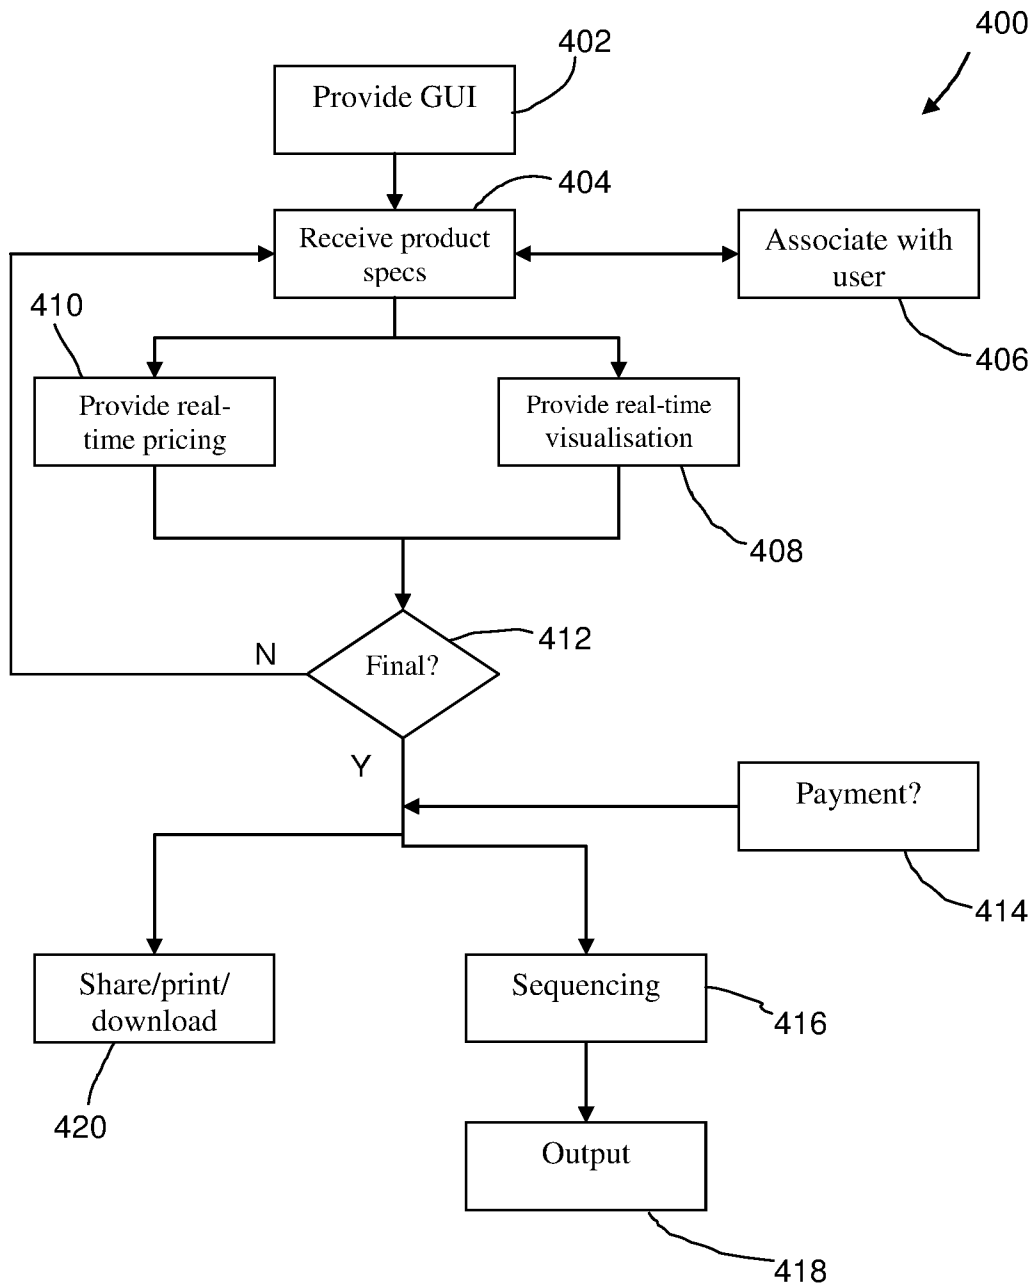 400
402
Provide GUI
404
Receive product
specs
Associate with
user
406
410
Provide real-
time pricing
Provide real-time
visualisation
408
412
Final?
N
Y
Payment?
414
Share/print/
download
420
Sequencing
416
Output
418